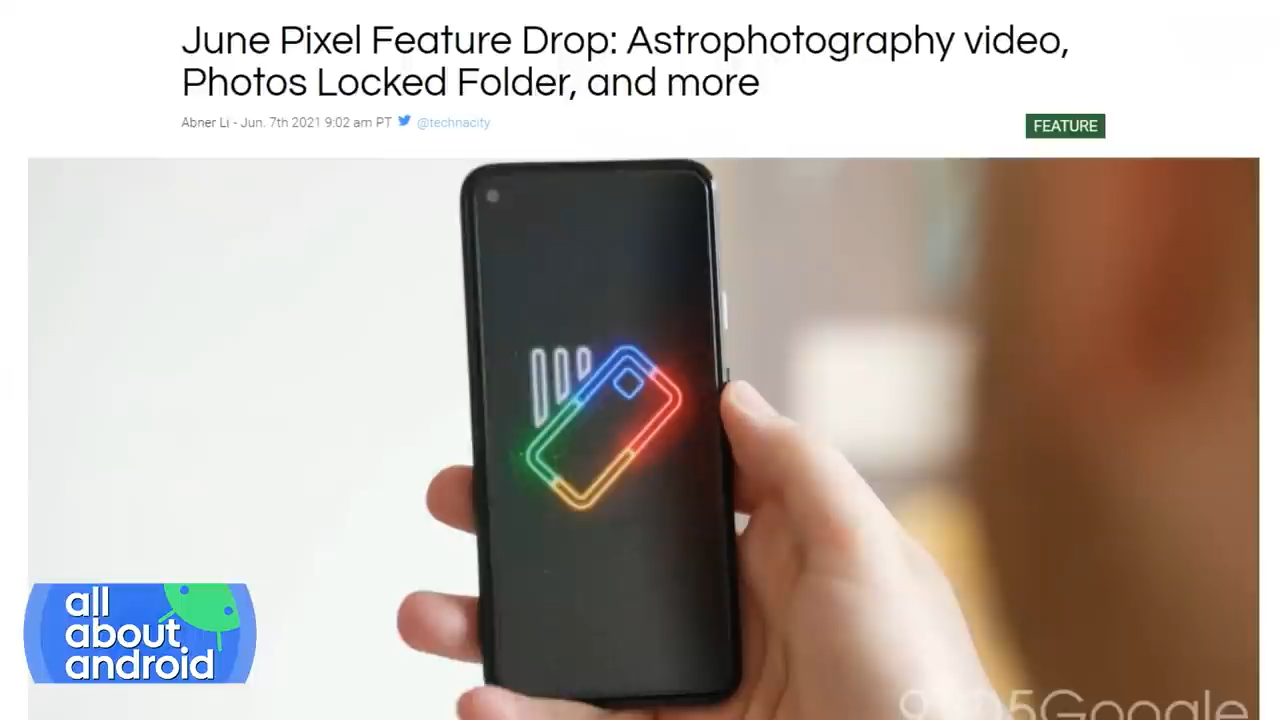 June Pixel Feature Drop: Astrophotography video,
Photos Locked Folder, and more
Abner Li - Jun. 7th 2021 9:02 am PT @technacity
FEATURE
all
about
android
9TO5Google